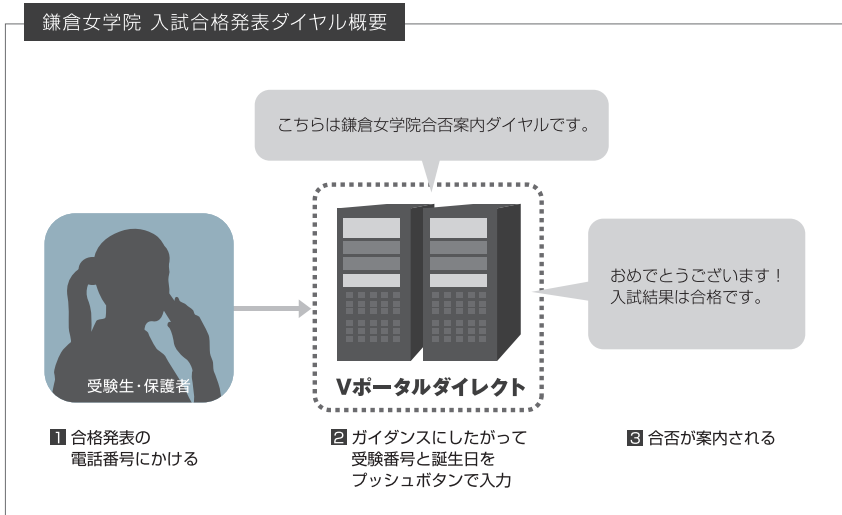 鎌倉女学院 入試合格発表ダイヤル概要
こちらは鎌倉女学院合否案内ダイヤルです。
おめでとうございます！
入試結果は合格です。
受験生・保護者
Vポータルダイレクト
1 合格発表の
電話番号にかける
2 ガイダンスにしたがって
受験番号と誕生日を
プッシュボタンで入力
3 合否が案内される